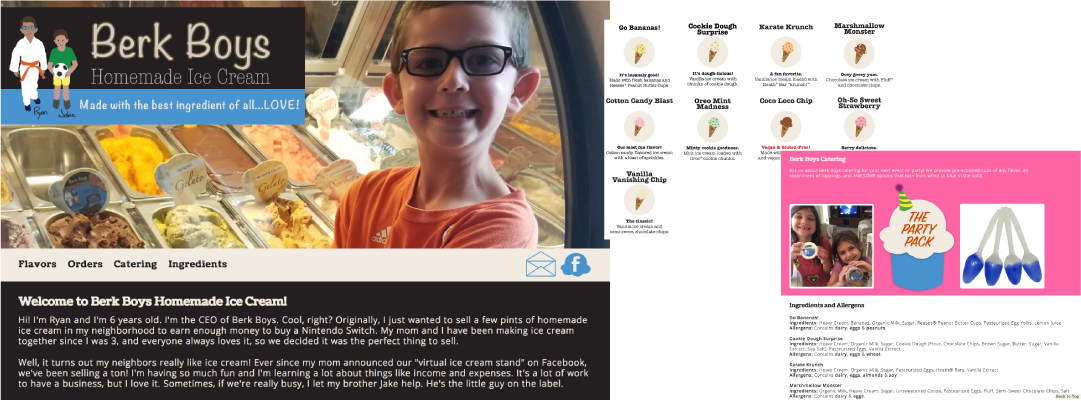 Berk Boys
Homemade Ice Cream
Made with the best ingredient of all...LOVE!
Ryan
Jake
Flavors Orders Catering Ingredients
f
Welcome to Berk Boys Homemade Ice Cream!
Hi! I'm Ryan and I'm 6 years old. I'm the CEO of Berk Boys. Cool, right? Originally, I just wanted to sell a few pints of homemade
ice cream in my neighborhood to earn enough money to buy a Nintendo Switch. My mom and I have been making ice cream
together since I was 3, and everyone always loves it, so we decided it was the perfect thing to sell.
Well, it turns out my neighbors really like ice cream! Ever since my mom announced our "virtual ice cream stand" on Facebook,
we've been selling a ton! I'm having so much fun and I'm learning a lot about things like income and expenses. It's a lot of work
to have a business, but I love it. Sometimes, if we're really busy, I let my brother Jake help. He's the little guy on the label.
adidas
Go Bananas!
It's insanely good!
Made with fresh bananas and
Reeses® Peanut Butter Cups.
Cookie Dough
Surprise
It's dough-licious!
Vanilla ice cream with
chunks of cookie dough.
Karate Krunch
A fan favorite.
Vanilla ice cream loaded with
Heath® Bar "Krunch!"
Marshmallow
Monster
Ooey gooey yum.
Chocolate ice cream with Fluff®
and chocolate chips.
Cotton Candy Blast
Our most fun flavor!
Cotton candy flavored ice cream
with a blast of sprinkles.
Oreo Mint
Madness
Minty cookie goodness.
Mint ice cream loaded with
Oreo® cookie chunks.
Coco Loco Chip
Vegan & Gluten-Free!
and vegan
Oh-So Sweet
Strawberry
Berry delicious.
Vanilla
Vanishing Chip
The classic!
Vanilla ice cream and
semi-sweet chocolate chips.
Berk Boys Catering
Ask us about Berk Boys catering for your next event or party! We provide pre-scooped cups of any flavor, an
assortment of toppings, and AWESOME spoons that turn from white to blue in the cold!
THE
PARTY
PACK
Ingredients and Allergens
Go Bananas!
Ingredients: Heavy Cream, Bananas, Organic Milk, Sugar, Reeses® Peanut Butter Cups, Pasteurized Egg Yolks, Lemon Juice
Allergens: Contains dairy, eggs & peanuts.
Cookie Dough Surprise
Ingredients: Heavy Cream, Organic Milk, Sugar, Cookie Dough (Flour, Chocolate Chips, Brown Sugar, Butter, Sugar, Vanilla
Extract, Sea Salt), Pasteurized Eggs, Vanilla Extract
Allergens: Contains dairy, eggs & wheat.
Karate Krunch
Ingredients: Heavy Cream, Organic Milk, Sugar, Pasteurized Eggs, Heath® Bars, Vanilla Extract
Allergens: Contains dairy, eggs, almonds & soy.
Marshmallow Monster
Ingredients: Organic Milk, Heavy Cream, Sugar, Unsweetened Cocoa, Pasteurized Eggs, Fluff, Semi-Sweet Chocolate Chips, Salt
Allergens: Contains dairy & eggs.
Back to Top